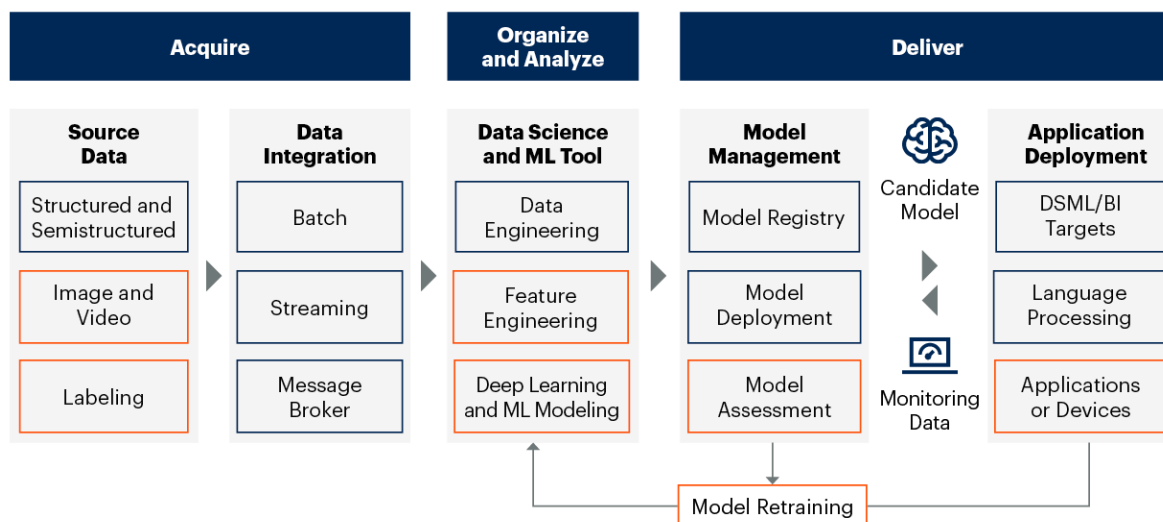 Acquire
Organize
and Analyze
Deliver
Source
Data
Structured and
Semistructured
Image and
Video
Labeling
Data
Integration
Batch
Streaming
Message
Broker
Data Science
and ML Tool
Data
Engineering
Feature
Engineering
Deep Learning
and ML Modeling
Model
Management
Model Registry
Model
Deployment
Model
Assessment
Candidate
Model
Monitoring
Data
Application
Deployment
DSML/BI
Targets
Language
Processing
Applications
or Devices
Model Retraining